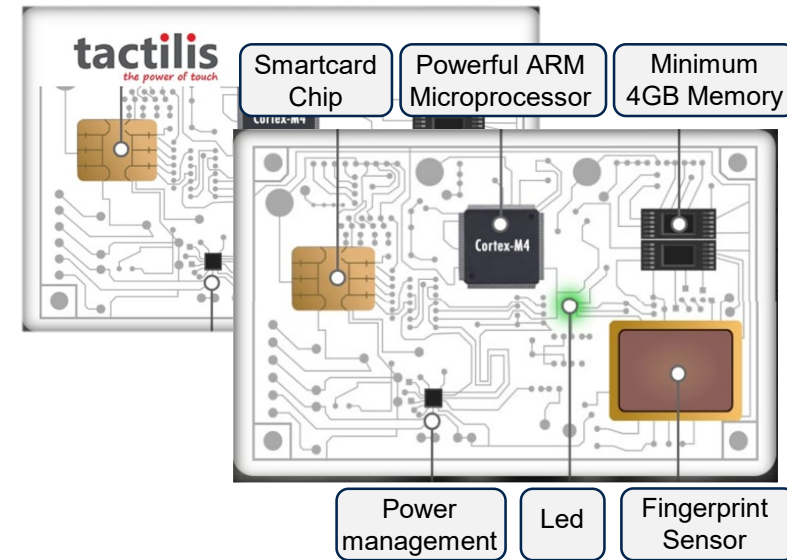 tactilis
the power of touch
Smartcard
Chip
Powerful ARM
Microprocessor
Minimum
4GB Memory
Cortex-M4
Cortex-M4
Power
management
Led
Fingerprint
Sensor